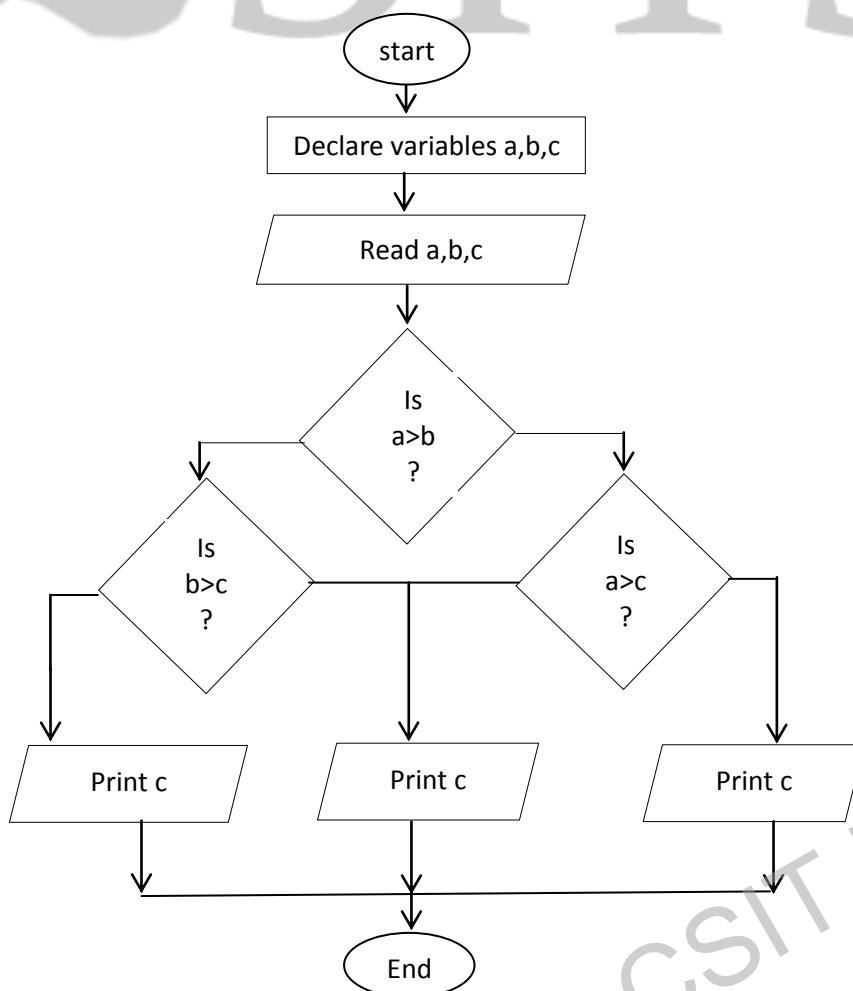 start
Declare variables a,b,c
Read a,b,c
Is
a>b
?
Is
b>c
?
Is
a>c
?
Print c
Print c
Print c
End
CSIT